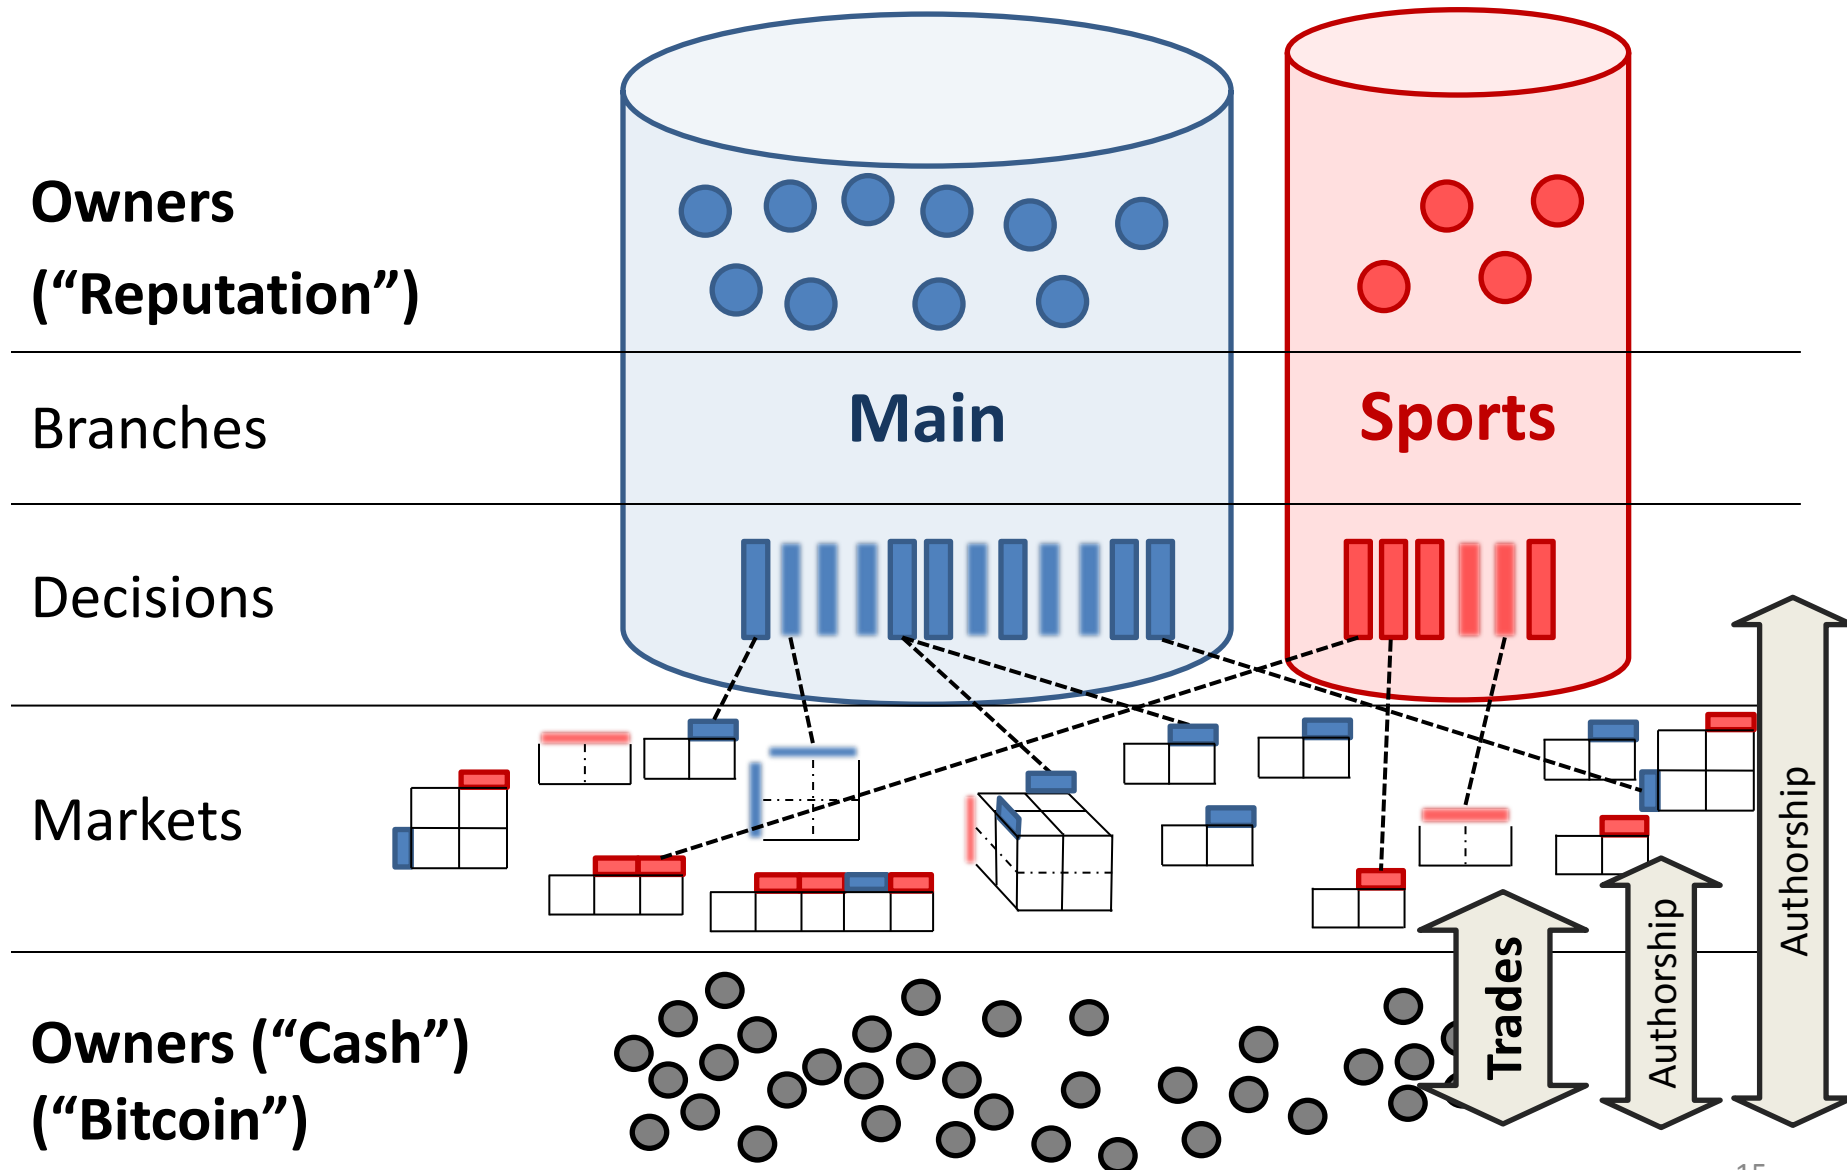 Owners
(“Reputation”)
Branches
Main
Sports
Decisions
Markets
Authorship
Authorship
Trades
Owners (“Cash”)
(“Bitcoin”)